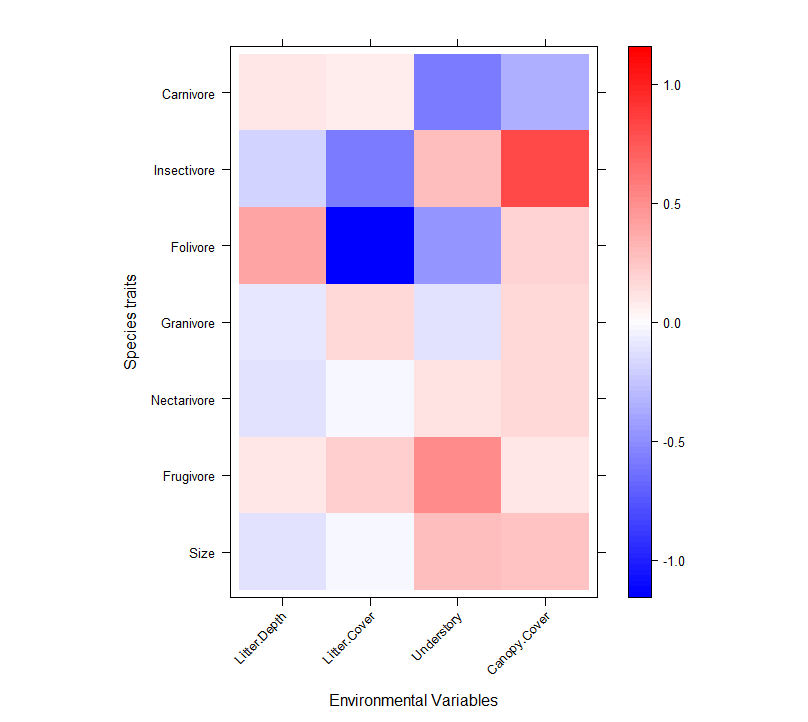 Carnivore
Insectivore
Folivore
Granivore
Nectarivore
Frugivore
Size
Species traits
Litter.Depth
Litter.Cover
Understory
Canopy.Cover
Environmental Variables
1.0
0.5
0.0
-0.5
-1.0